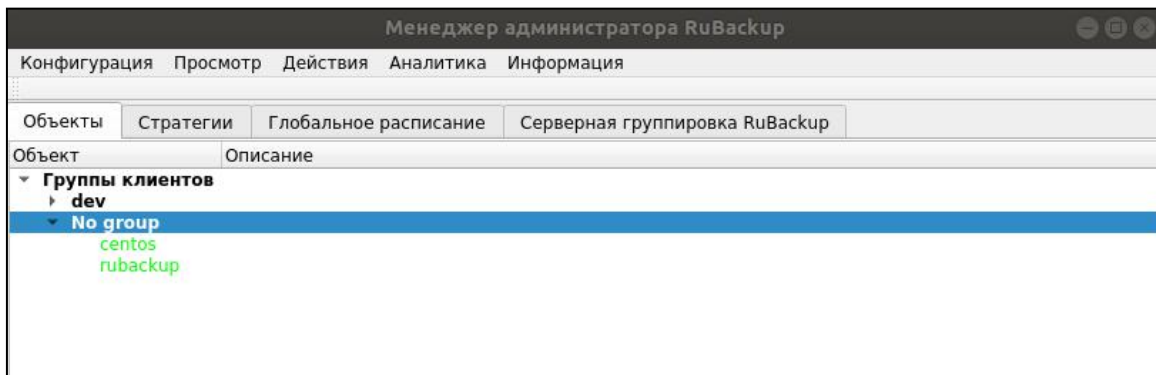 Менеджер администратора RuBackup
Конфигурация Просмотр Действия Аналитика Информация
Объекты Стратегии Глобальное расписание Серверная группировка RuBackup
Объект Описание
Группы клиентов
dev
No group
centos
rubackup